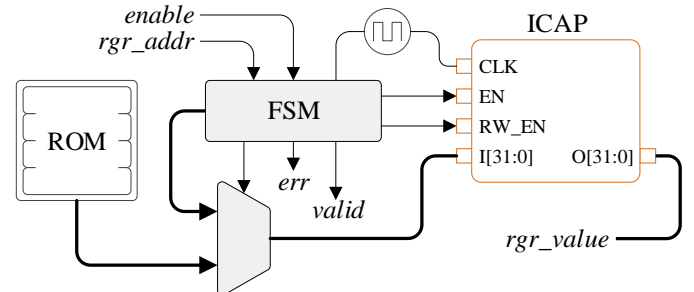 enable
rgr_addr
ICAP
CLK
FSM
EN
ROM
RW_EN
I[31:0]
O[31:0]
err
valid
rgr_value